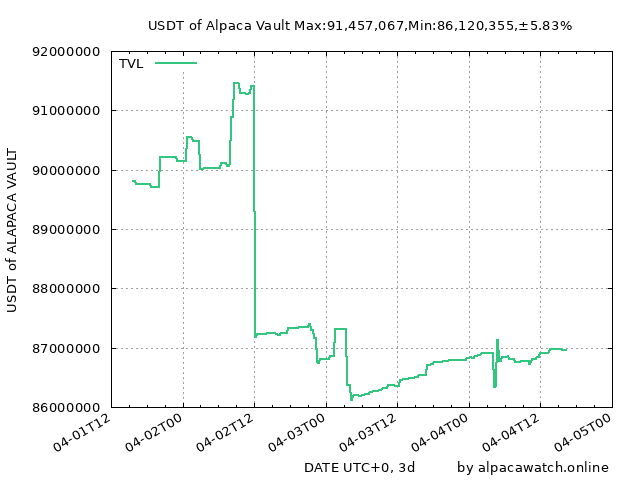 USDT of Alpaca Vault Max:91,457,067,Min:86,120,355,±5.83%
TVL
92000000
91000000
90000000
89000000
88000000
87000000
86000000
USDT of ALAPACA VAULT
04-01T12
04-02T00
04-02T12
04-03T00
04-03T12
04-04T00
04-04T12
04-05T00
DATE UTC+0, 3d
by alpacawatch.online